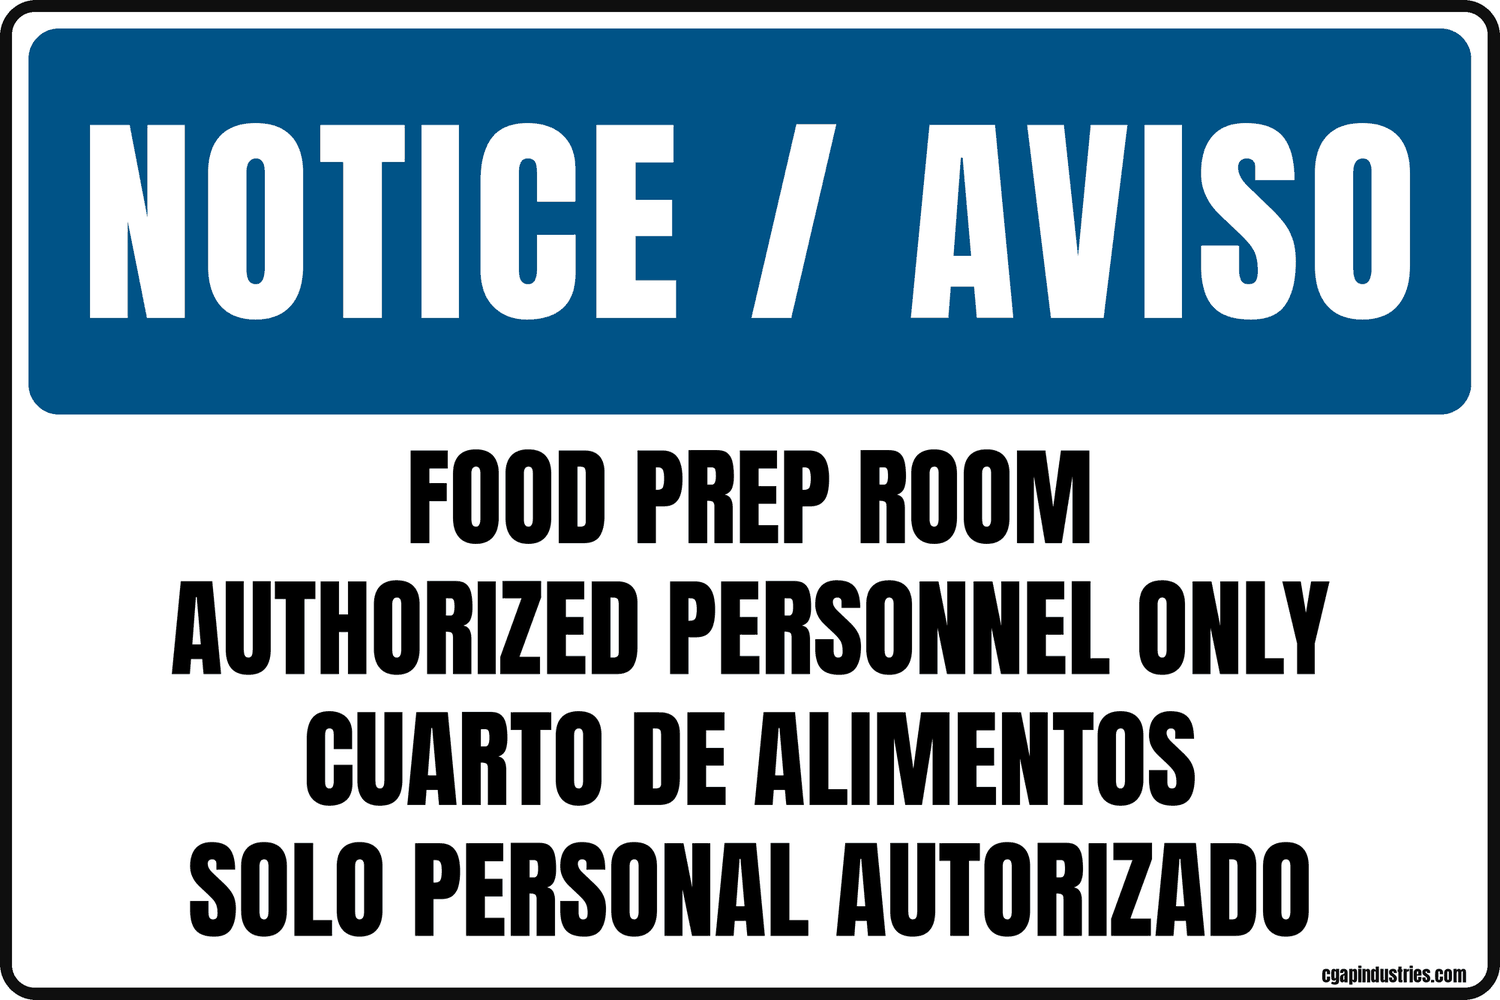 NOTICE / AVISO
FOOD PREP ROOM
AUTHORIZED PERSONNEL ONLY
CUARTO DE ALIMENTOS
SOLO PERSONAL AUTORIZADO
cgapindustries.com